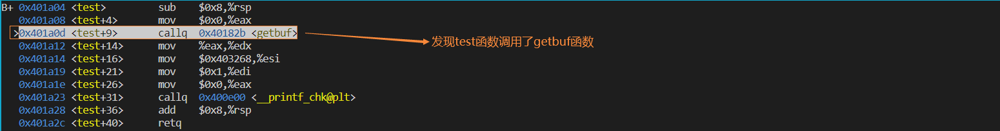 B+ 0x401a04 <test> sub $0x8,%rsp
0x401a08 <test+4> mov $0x0,%eax
>0x401a0d <test+9> callq 0x40182b <getbuf>
发现test函数调用了getbuf函数
0x401a12 <test+14> mov %eax,%edx
0x401a14 <test+16> mov $0x403268,%esi
0x401a19 <test+21> mov $0x1,%edi
0x401a1e <test+26> mov $0x0,%eax
0x401a23 <test+31> callq 0x400e00 <__printf_chk@plt>
0x401a28 <test+36> add $0x8,%rsp
0x401a2c <test+40> retq